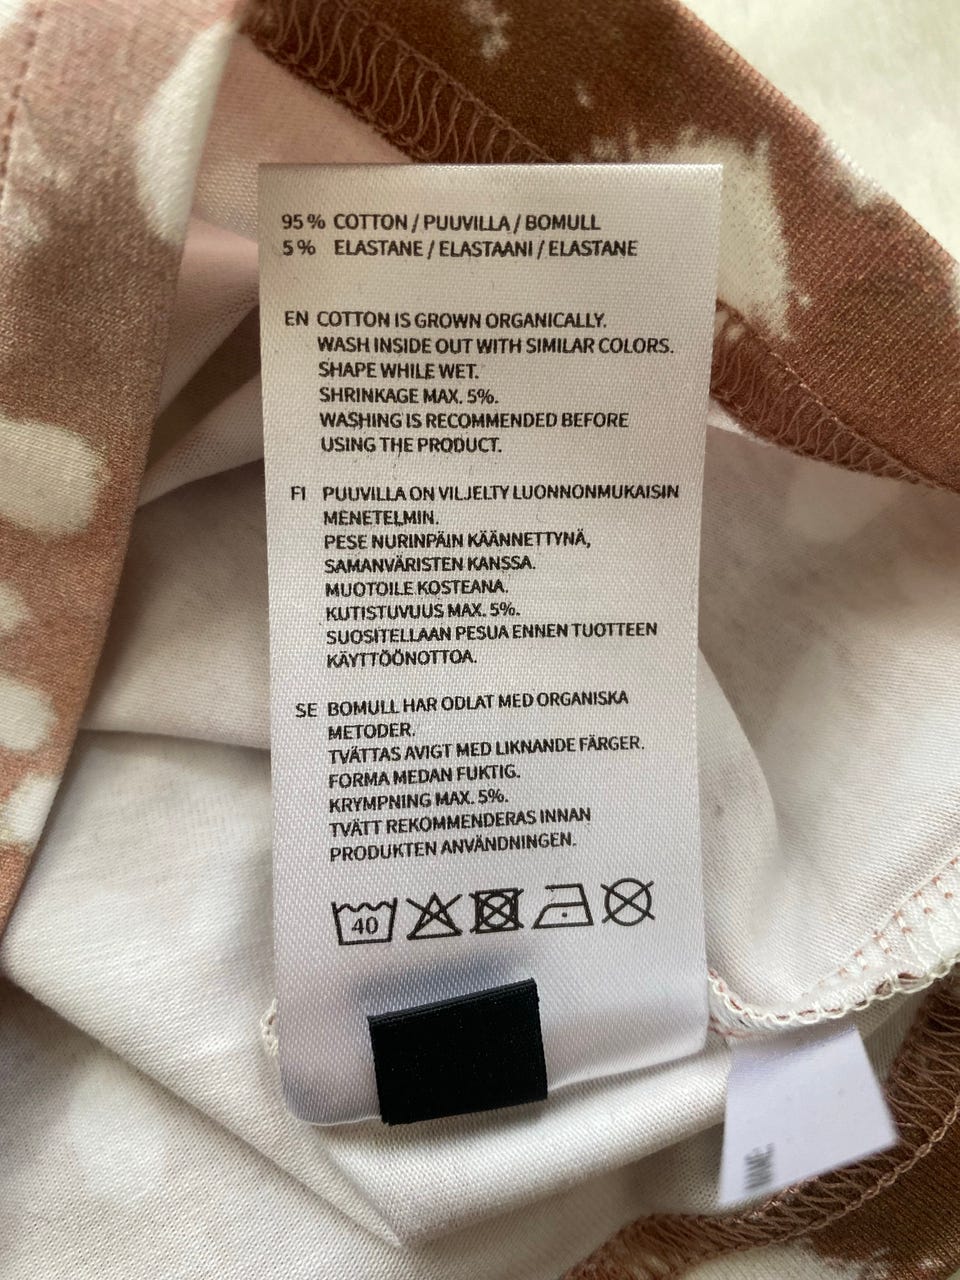 95% COTTON / PUUVILLA / BOMULL
5% ELASTANE / ELASTAANI / ELASTANE
EN COTTON IS GROWN ORGANICALLY.
WASH INSIDE OUT WITH SIMILAR COLORS.
SHAPE WHILE WET.
SHRINKAGE MAX. 5%.
WASHING IS RECOMMENDED BEFORE
USING THE PRODUCT.
FI PUUVILLA ON VILJELTY LUONNONMUKAISIN
MENETELMIN.
PESE NURINPÄIN KÄÄNNETTYNÄ,
SAMANVÄRISTEN KANSSA.
MUOTOILE KOSTEANA.
KUTISTUVUUS MAX. 5%.
SUOSITELLAAN PESUA ENNEN TUOTTEEN
KÄYTTÖÖNOTTOA.
SE BOMULL HAR ODLAT MED ORGANISKA
METODER.
TVÄTTAS AVIGT MED LIKNANDE FÄRGER.
FORMA MEDAN FUKTIG.
KRYMPNING MAX. 5%.
TVÄTT REKOMMENDERAS INNAN
PRODUKTEN ANVÄNDNINGEN.
40